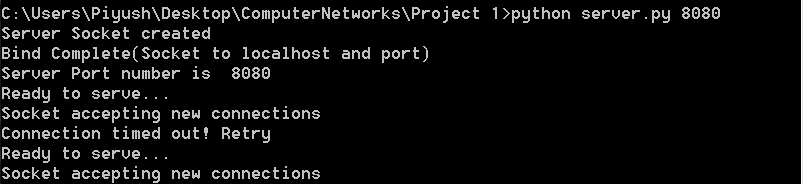 C:\Users\Piyush\Desktop\ComputerNetworks\Project 1>python server.py 8080
Server Socket created
Bind Complete(Socket to localhost and port)
Server Port number is  8080
Ready to serve...
Socket accepting new connections
Connection timed out! Retry
Ready to serve...
Socket accepting new connections